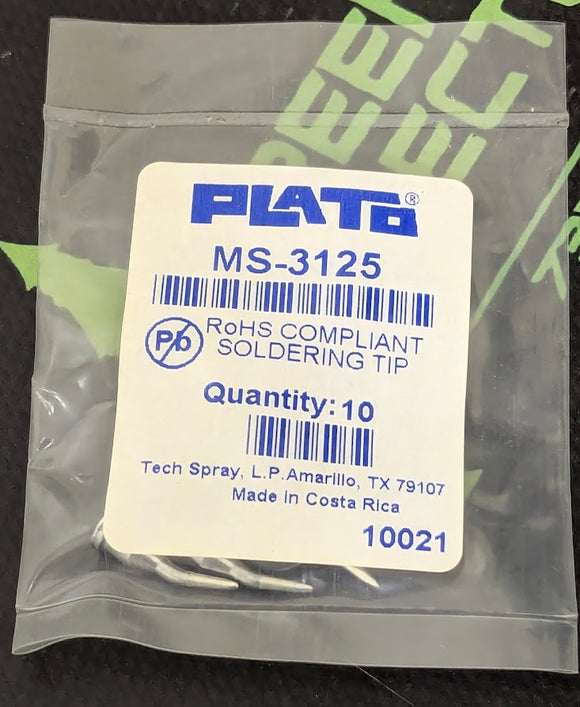 PLATO®
MS-3125
Pb
RoHS COMPLIANT
SOLDERING TIP
Quantity: 10
Tech Spray, L.P. Amarillo, TX 79107
Made in Costa Rica
10021